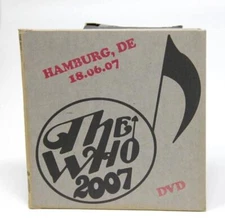 HAMBURG, DE
18.06.07
THE
WHO
2007
DVD